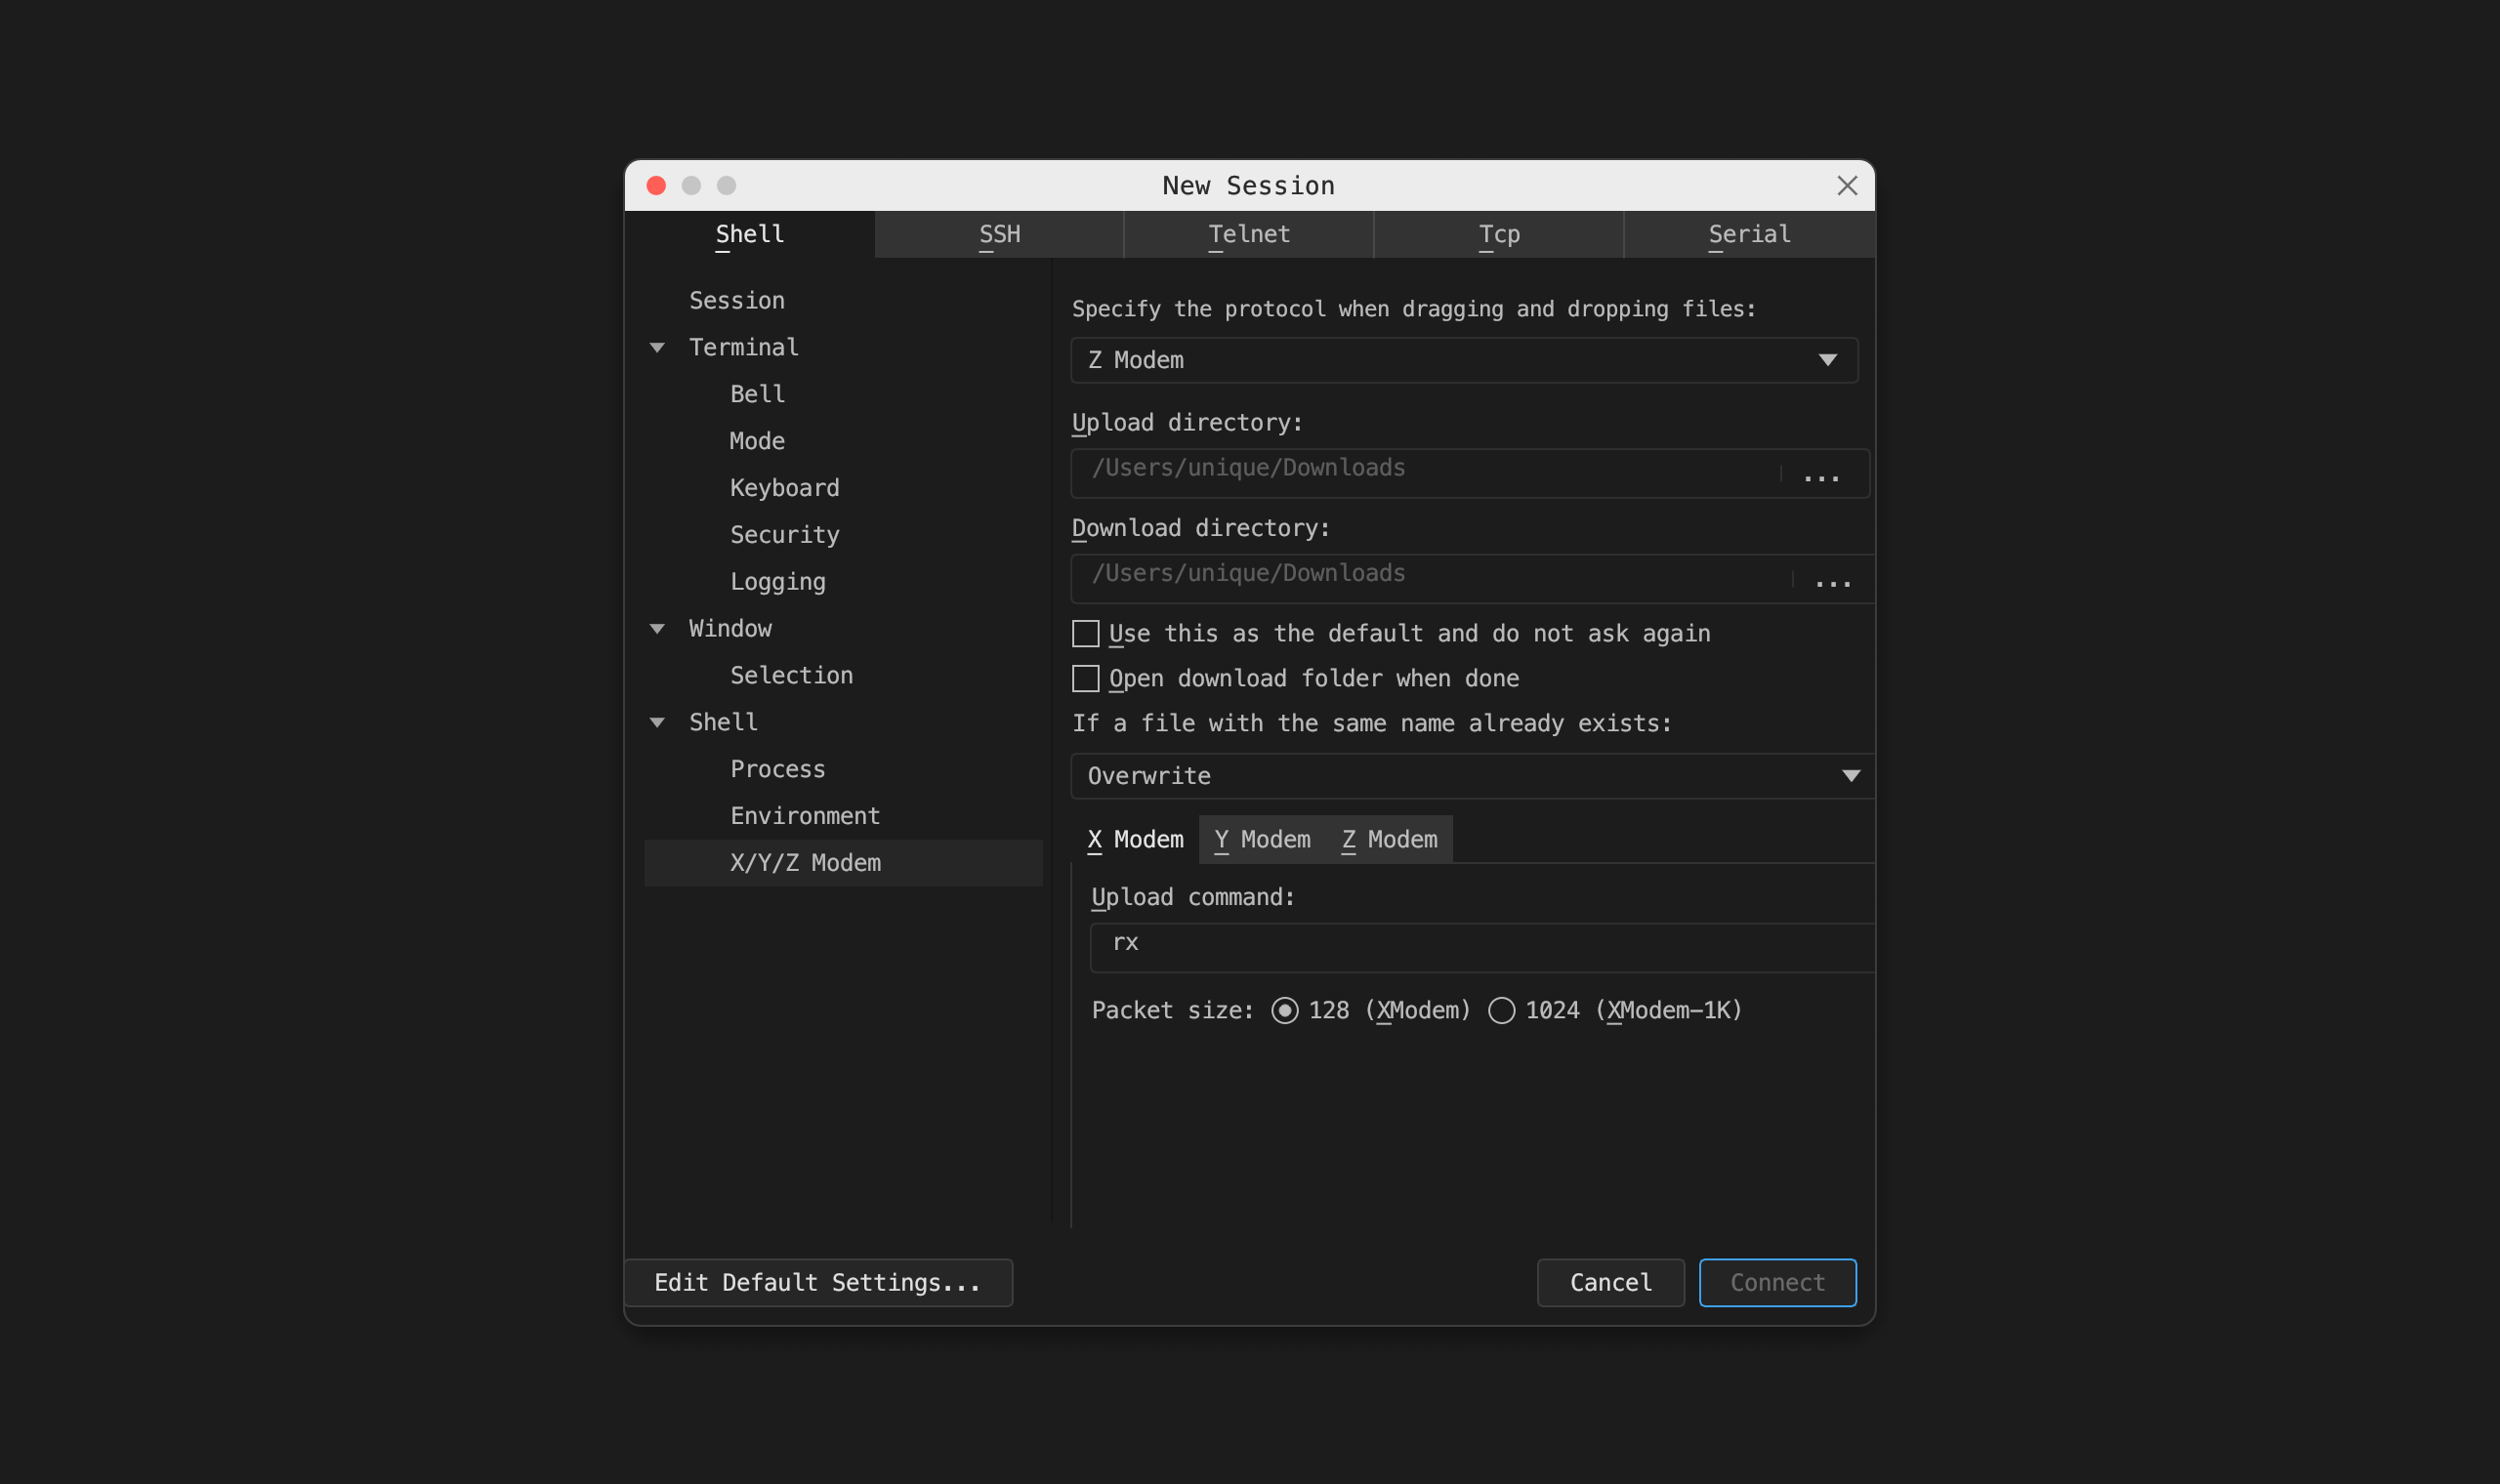 New Session
Shell SSH Telnet Tcp Serial
Session
Terminal
Bell
Mode
Keyboard
Security
Logging
Window
Selection
Shell
Process
Environment
X/Y/Z Modem
Specify the protocol when dragging and dropping files:
Z Modem
Upload directory:
/Users/unique/Downloads ...
Download directory:
/Users/unique/Downloads ...
Use this as the default and do not ask again
Open download folder when done
If a file with the same name already exists:
Overwrite
X Modem Y Modem Z Modem
Upload command:
rx
Packet size: 128 (XModem) 1024 (XModem-1K)
Edit Default Settings... Cancel Connect